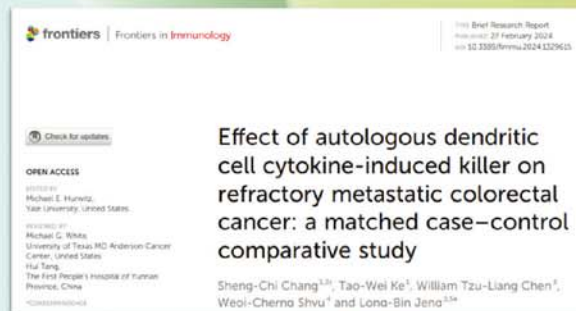 frontiers | Frontiers in Immunology
TYPE Brief Research Report
PUBLISHED 27 February 2024
DOI 10.3389/fimmu.2024.1329615
Check for updates
OPEN ACCESS
EDITED BY
Michael E. Hurwitz,
Yale University, United States
REVIEWED BY
Michael G. White,
University of Texas MD Anderson Cancer
Center, United States
Hui Tang,
The First People's Hospital of Yunnan
Province, China
*CORRESPONDENCE
Effect of autologous dendritic
cell cytokine-induced killer on
refractory metastatic colorectal
cancer: a matched case–control
comparative study
Sheng-Chi Chang, Tao-Wei Ke, William Tzu-Liang Chen,
Woei-Cherng Shyu and Long-Bin Jeng